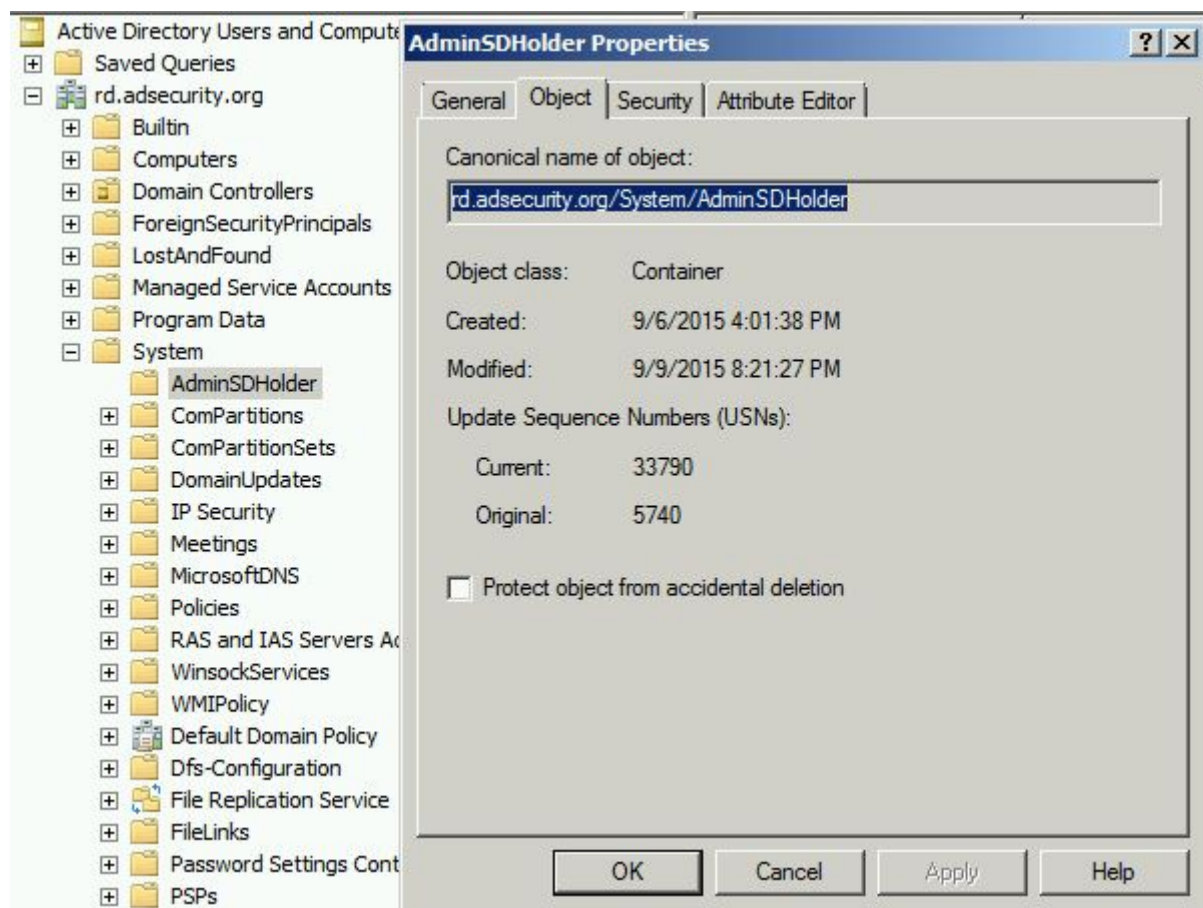 Active Directory Users and Compute
Saved Queries
rd.adsecurity.org
Builtin
Computers
Domain Controllers
ForeignSecurityPrincipals
LostAndFound
Managed Service Accounts
Program Data
System
AdminSDHolder
ComPartitions
ComPartitionSets
DomainUpdates
IP Security
Meetings
MicrosoftDNS
Policies
RAS and IAS Servers Ac
WinsockServices
WMIPolicy
Default Domain Policy
Dfs-Configuration
File Replication Service
FileLinks
Password Settings Cont
PSPs
AdminSDHolder Properties
General Object Security Attribute Editor
Canonical name of object:
rd.adsecurity.org/System/AdminSDHolder
Object class: Container
Created: 9/6/2015 4:01:38 PM
Modified: 9/9/2015 8:21:27 PM
Update Sequence Numbers (USNs):
Current: 33790
Original: 5740
Protect object from accidental deletion
OK Cancel Apply Help